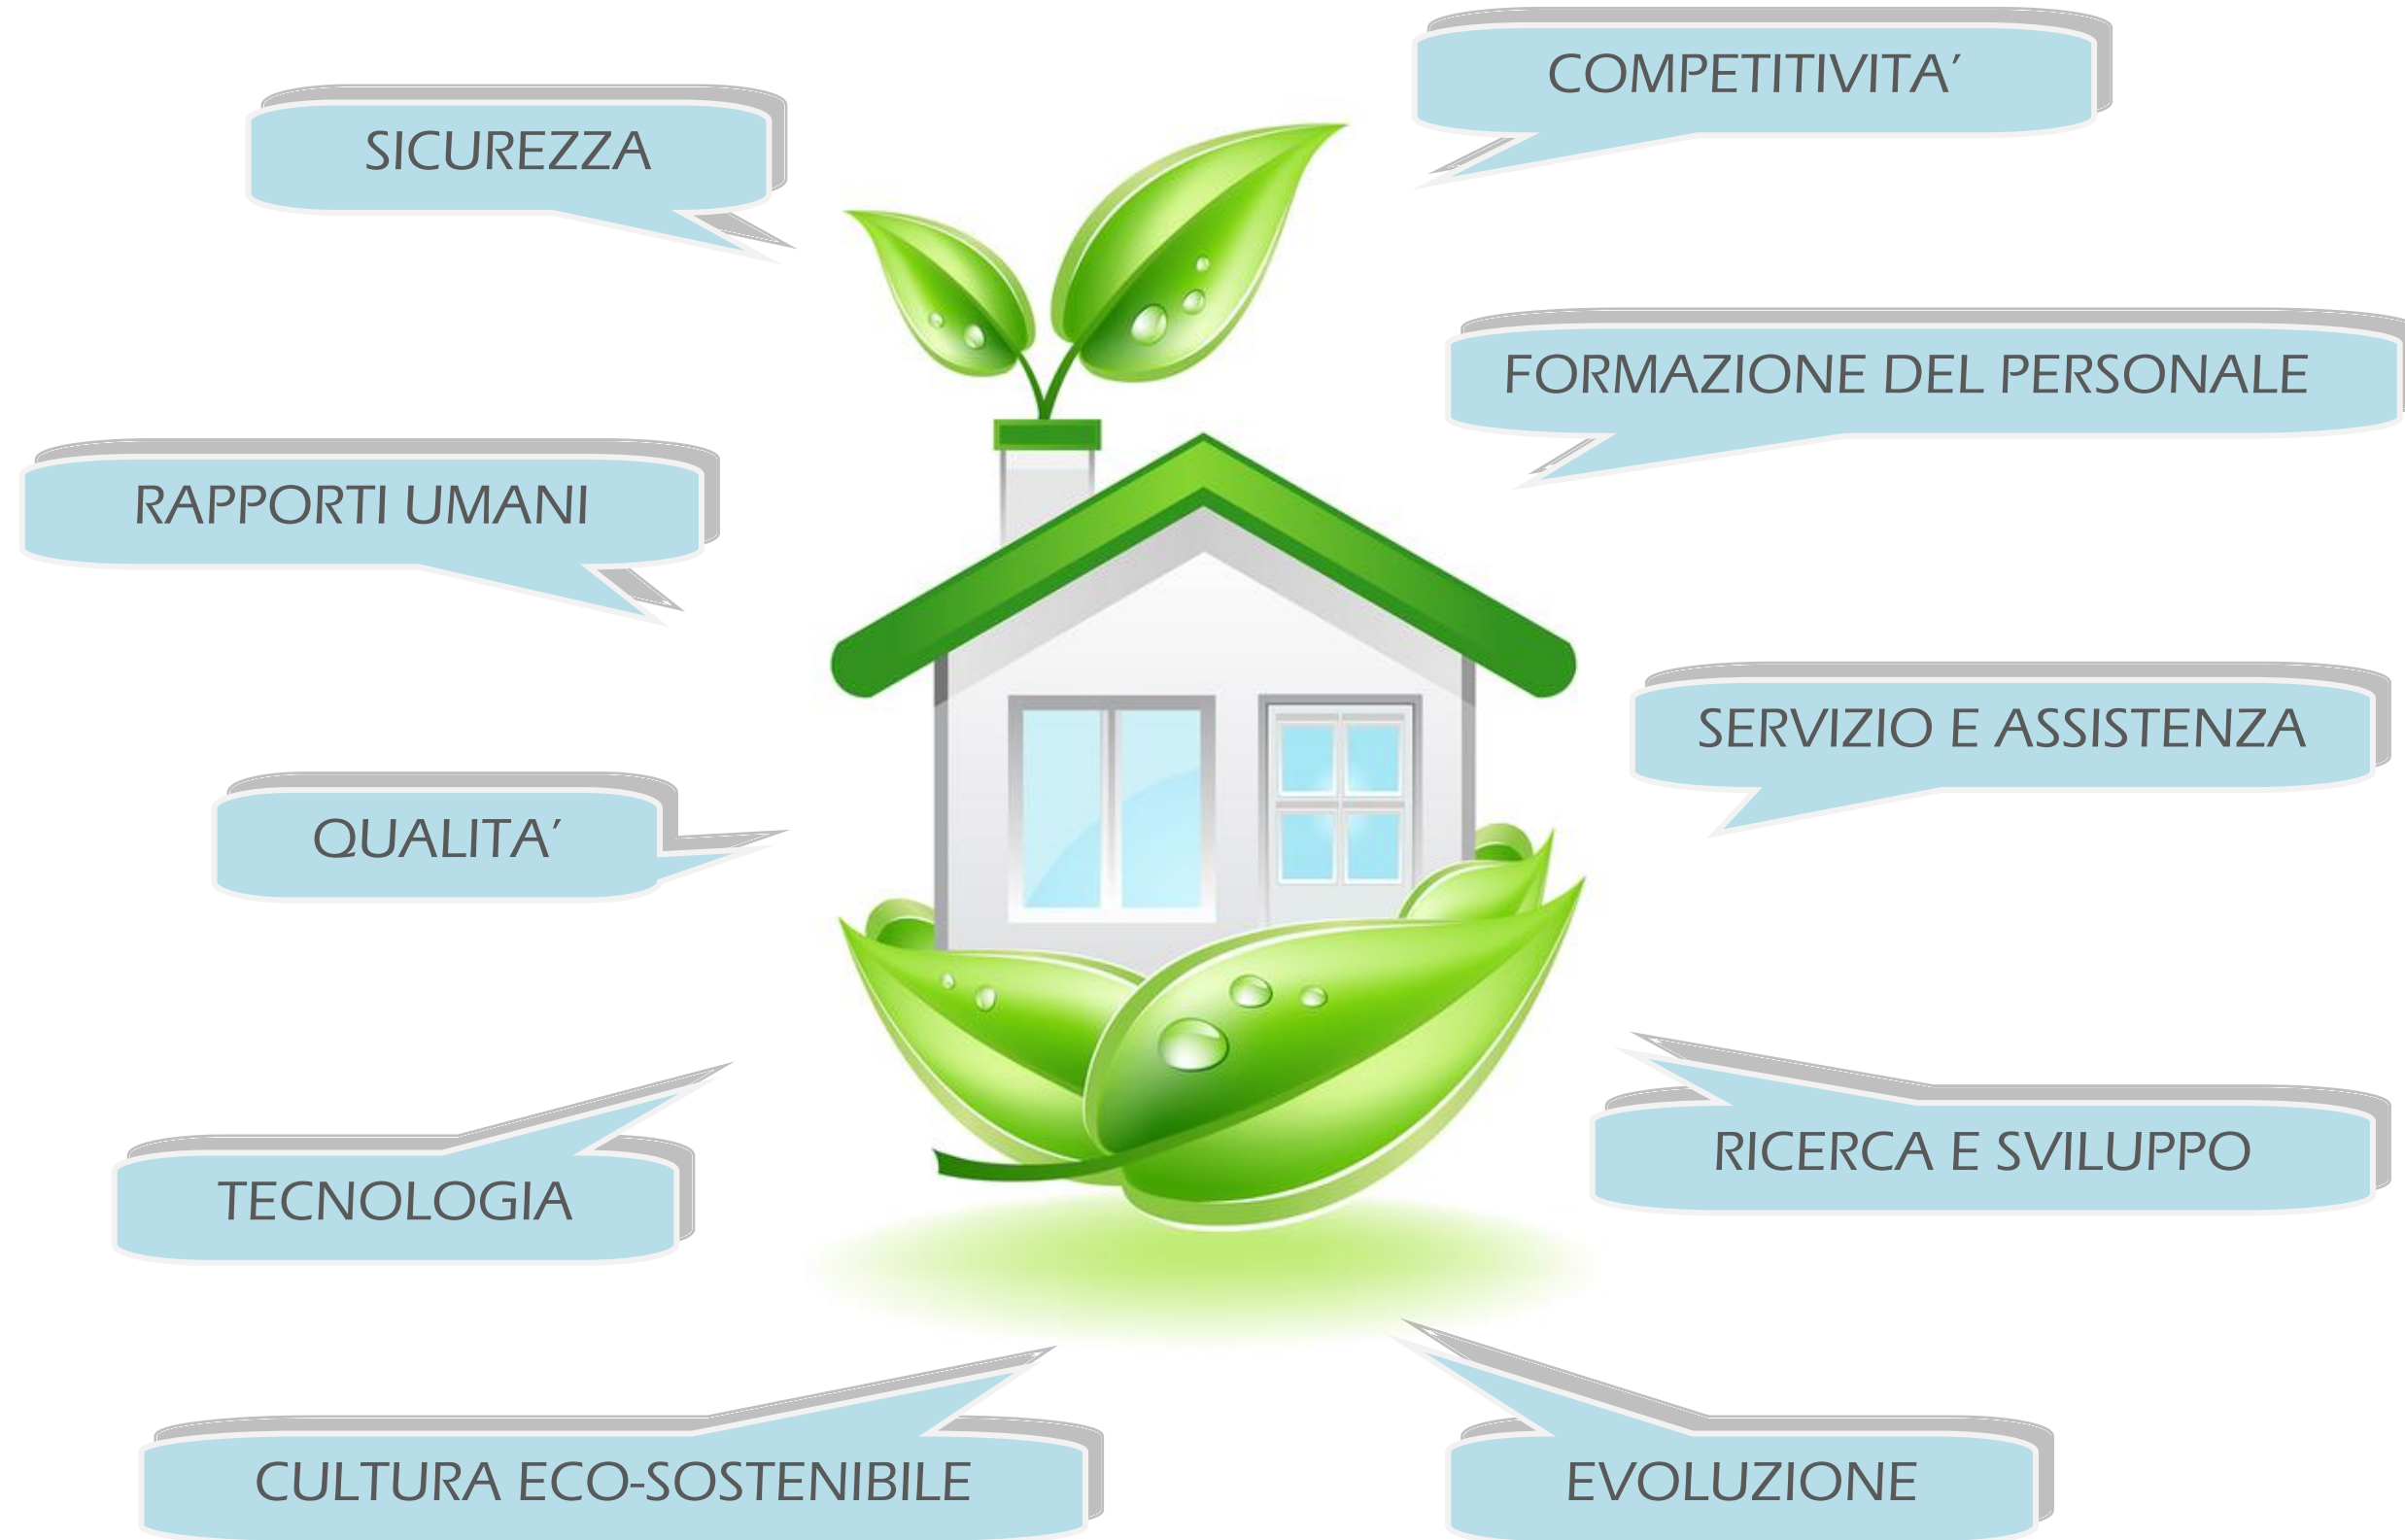 COMPETITIVITA’
SICUREZZA
FORMAZIONE DEL PERSONALE
RAPPORTI UMANI
SERVIZIO E ASSISTENZA
QUALITA’
RICERCA E SVILUPPO
TECNOLOGIA
CULTURA ECO-SOSTENIBILE
EVOLUZIONE